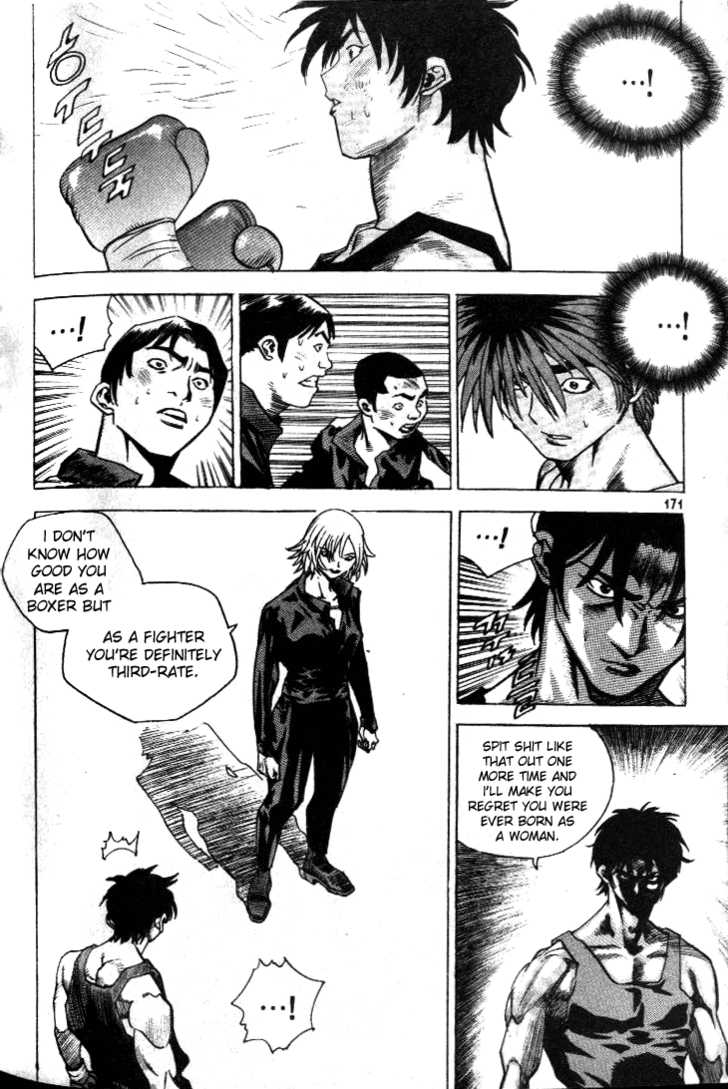 ...!
...!
...!
171
I DON'T
KNOW HOW
GOOD YOU
ARE AS A
BOXER BUT
AS A FIGHTER
YOU'RE DEFINITELY
THIRD-RATE.
...!
SPIT SHIT LIKE
THAT OUT ONE
MORE TIME AND
I'LL MAKE YOU
REGRET YOU WERE
EVER BORN AS
A WOMAN.
...!